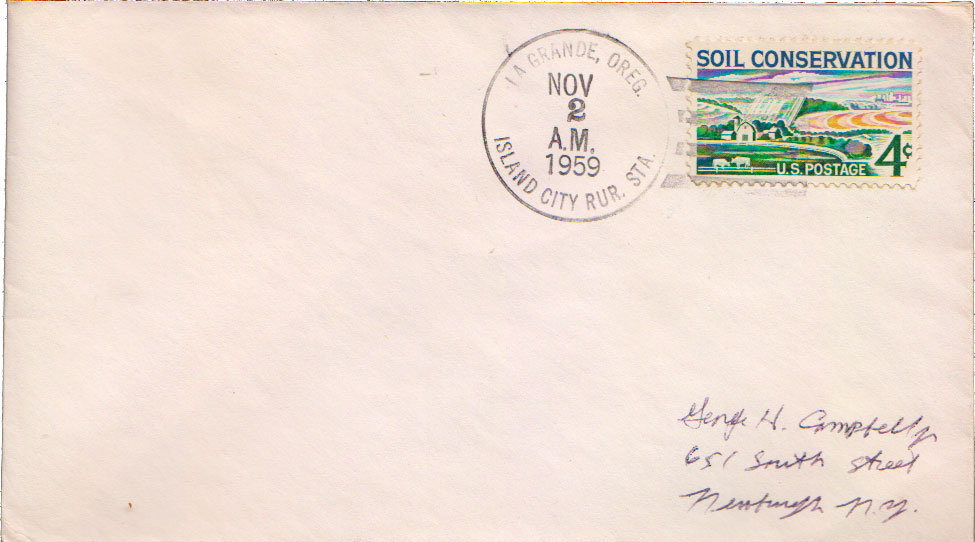 LA GRANDE, OREG.
NOV
2
A.M.
1959
ISLAND CITY RUR. STA.
SOIL CONSERVATION
4¢
U.S. POSTAGE
George H. Campbell Jr
651 South Street
Newburgh N.Y.